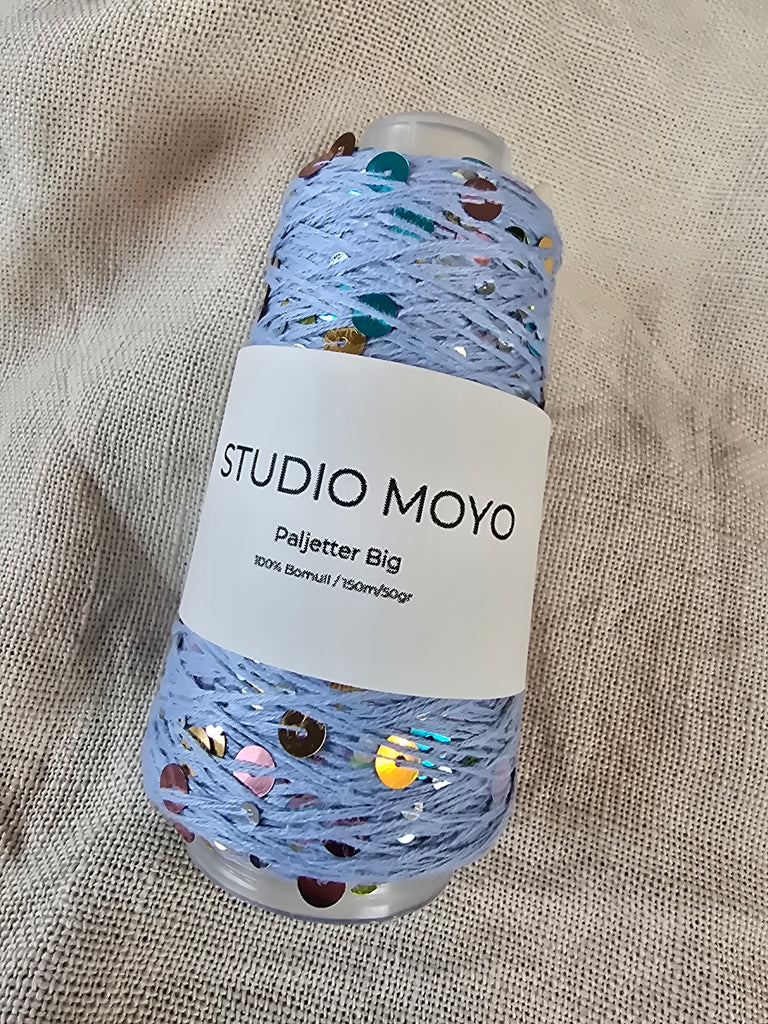 STUDIO MOYO
Paljetter Big
100% Bomull / 150m/50gr